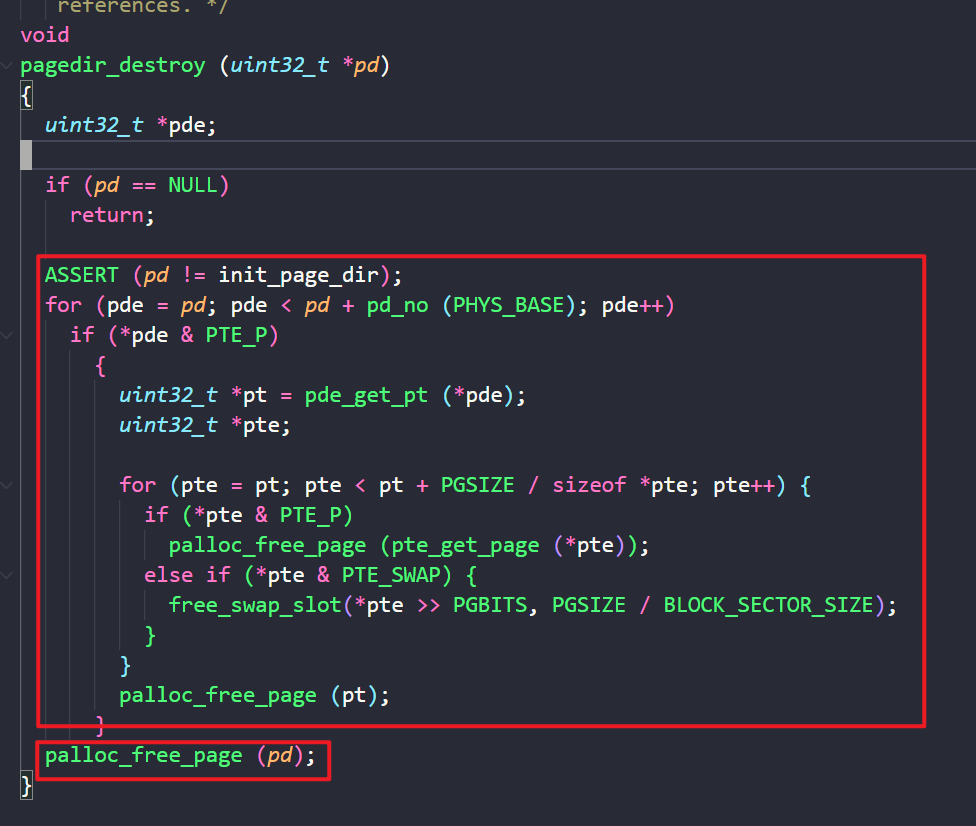 references. */
void
pagedir_destroy (uint32_t *pd)
{
  uint32_t *pde;

  if (pd == NULL)
    return;

  ASSERT (pd != init_page_dir);
  for (pde = pd; pde < pd + pd_no (PHYS_BASE); pde++)
    if (*pde & PTE_P)
      {
        uint32_t *pt = pde_get_pt (*pde);
        uint32_t *pte;

        for (pte = pt; pte < pt + PGSIZE / sizeof *pte; pte++) {
          if (*pte & PTE_P)
            palloc_free_page (pte_get_page (*pte));
          else if (*pte & PTE_SWAP) {
            free_swap_slot(*pte >> PGBITS, PGSIZE / BLOCK_SECTOR_SIZE);
          }
        }
        palloc_free_page (pt);
      }
  palloc_free_page (pd);
}